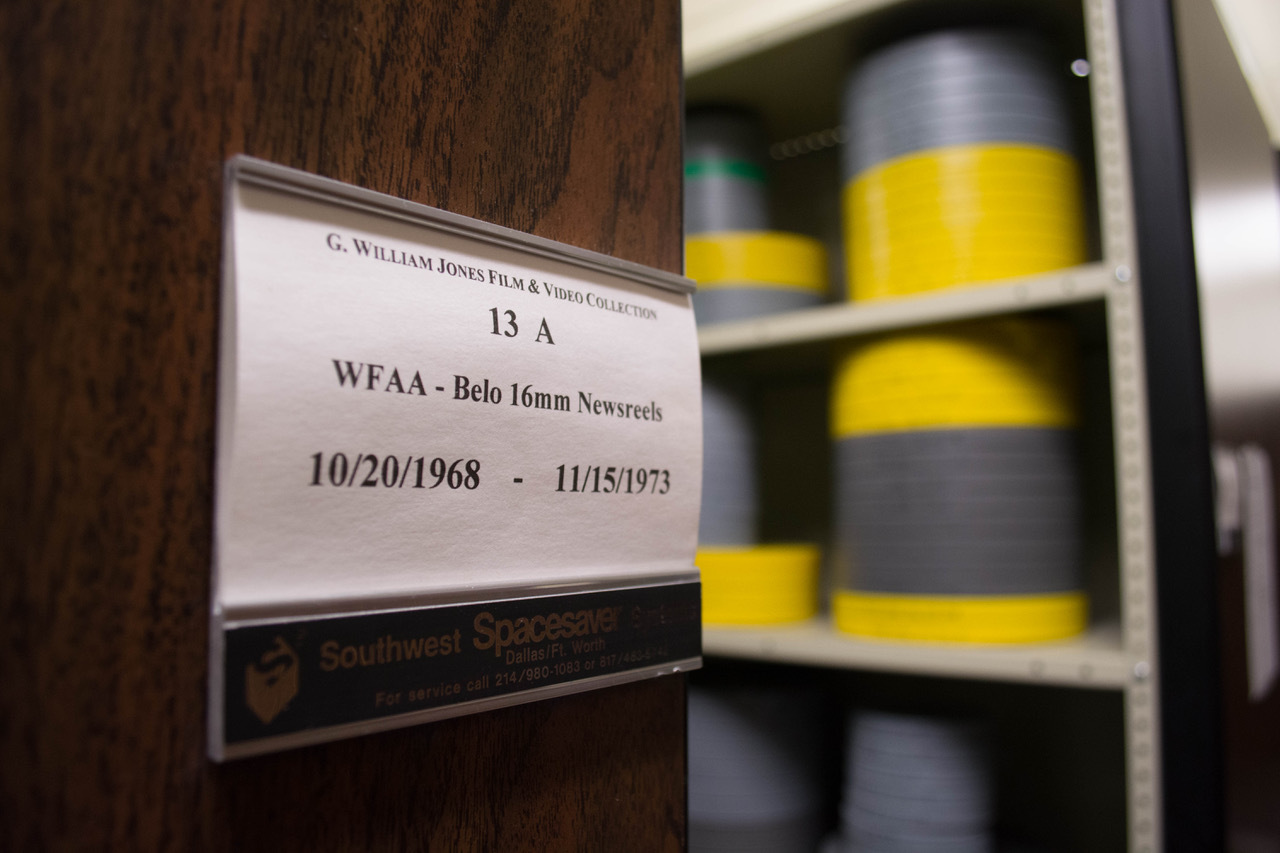 G. WILLIAM JONES FILM & VIDEO COLLECTION
13 A
WFAA - Belo 16mm Newsreels
10/20/1968 - 11/15/1973
Southwest Spacesaver
Dallas/Ft. Worth
For service call 214/980-1083 or